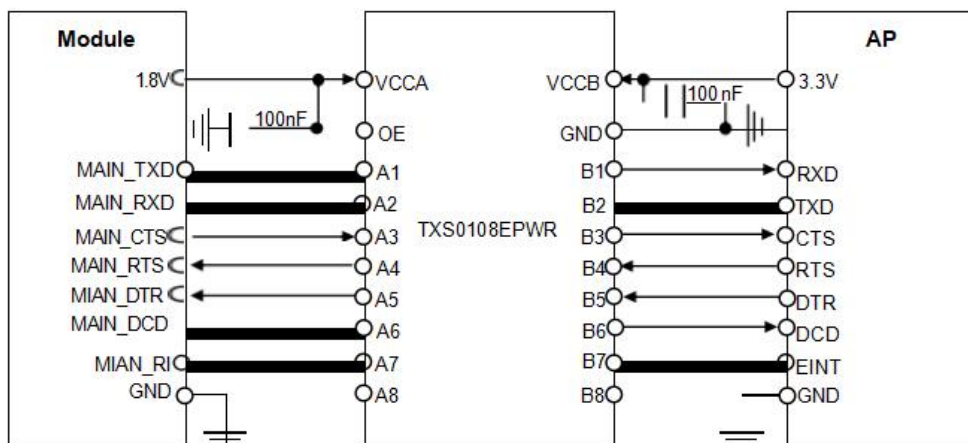 Module
AP
1.8V
VCCA
VCCB
3.3V
100nF
100nF
OE
GND
MAIN_TXD
A1
B1
RXD
MAIN_RXD
A2
B2
TXD
TXS0108EPWR
MAIN_CTS
A3
B3
CTS
MAIN_RTS
A4
B4
RTS
MIAN_DTR
A5
B5
DTR
MAIN_DCD
A6
B6
DCD
MIAN_RI
A7
B7
EINT
GND
A8
B8
GND